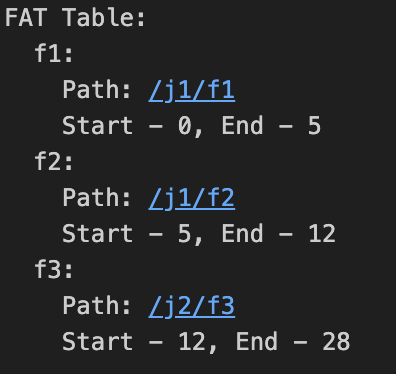 FAT Table:
f1:
Path: /j1/f1
Start - 0, End - 5
f2:
Path: /j1/f2
Start - 5, End - 12
f3:
Path: /j2/f3
Start - 12, End - 28